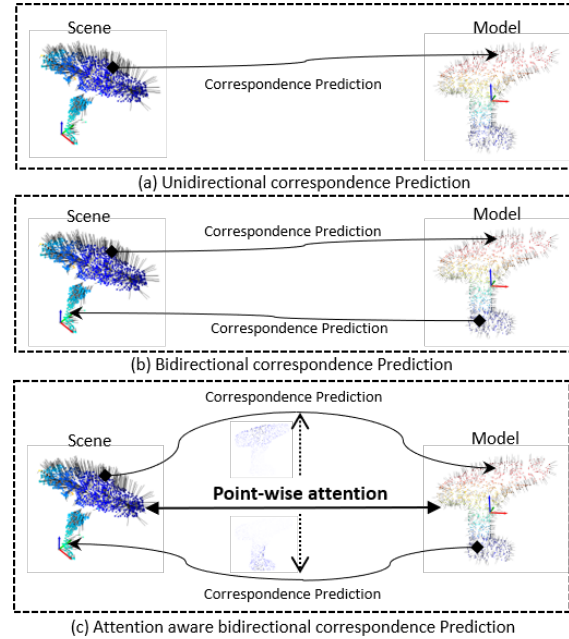 Scene
Model
Correspondence Prediction
(a) Unidirectional correspondence Prediction
Scene
Model
Correspondence Prediction
Correspondence Prediction
(b) Bidirectional correspondence Prediction
Correspondence Prediction
Scene
Model
Point-wise attention
Correspondence Prediction
(c) Attention aware bidirectional correspondence Prediction